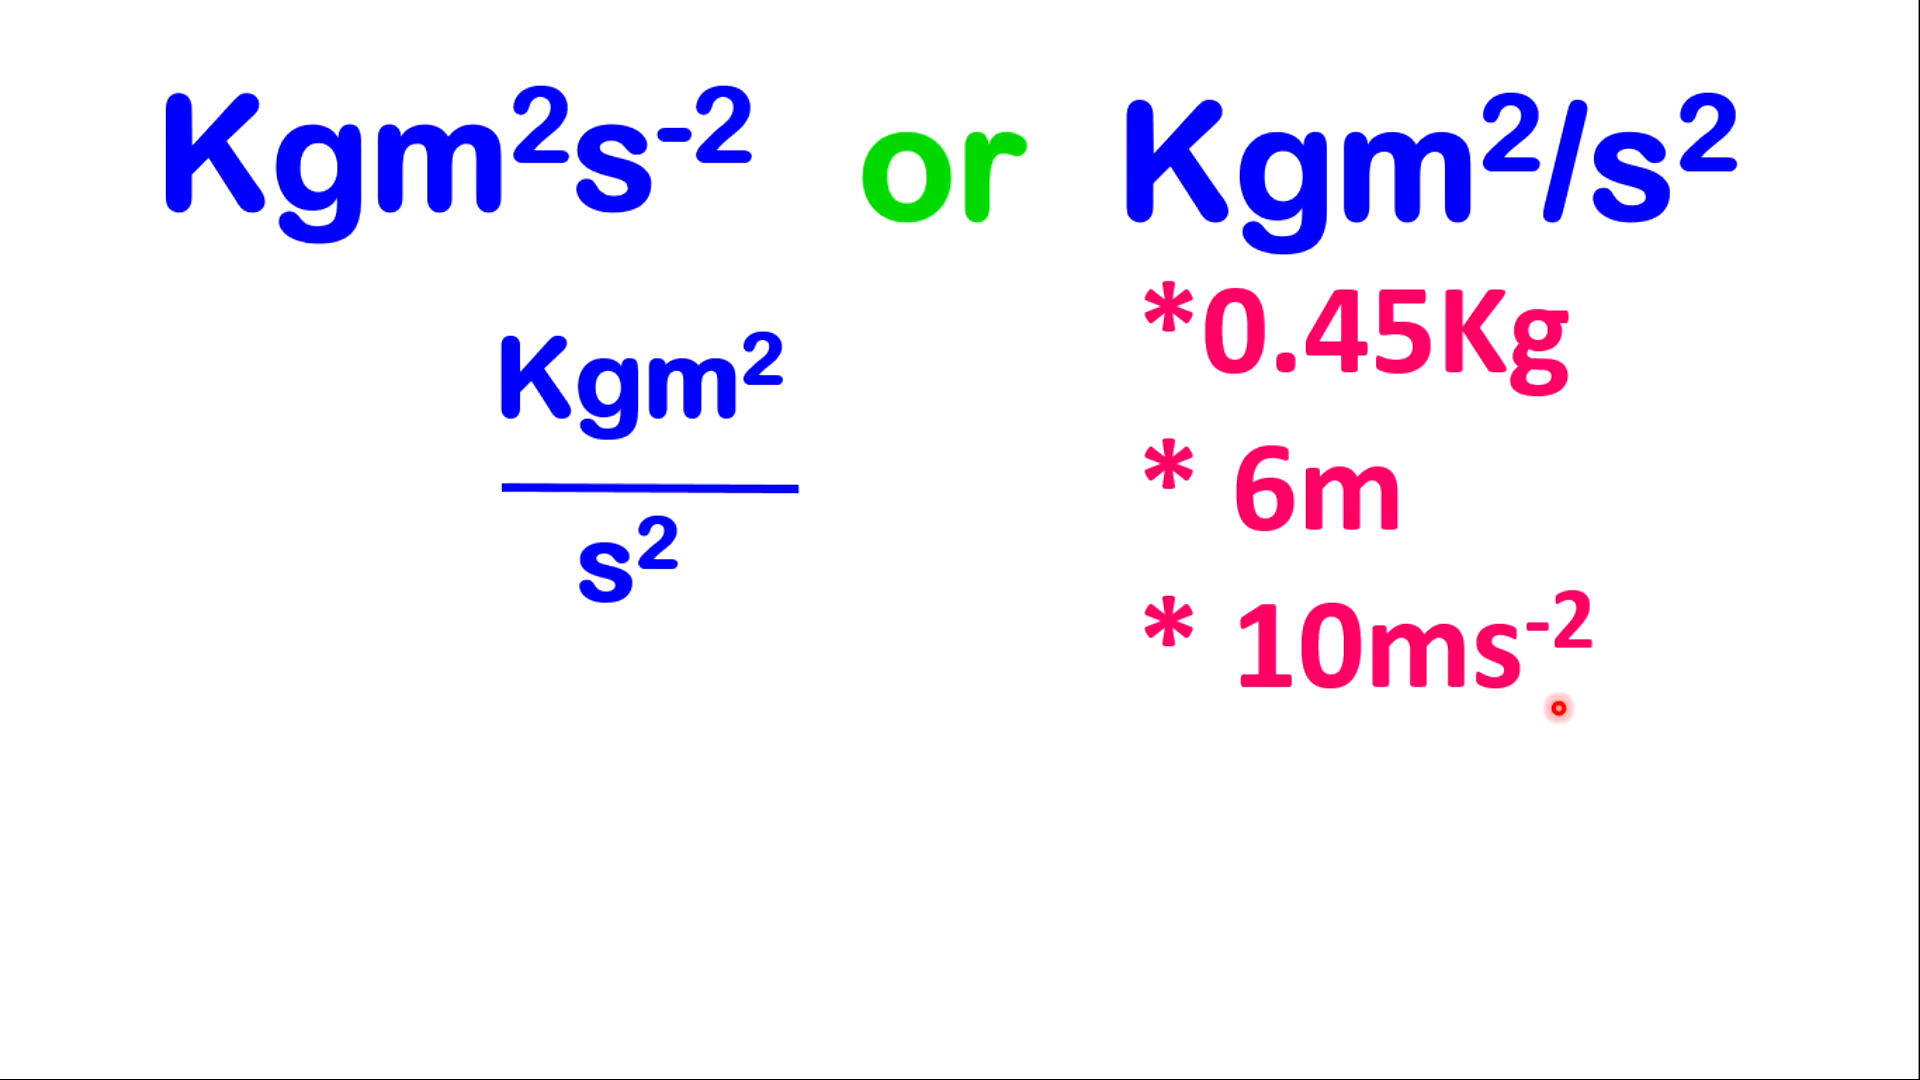 Kgm²s⁻² or Kgm²/s²
Kgm²
s²
*0.45Kg
* 6m
* 10ms⁻²